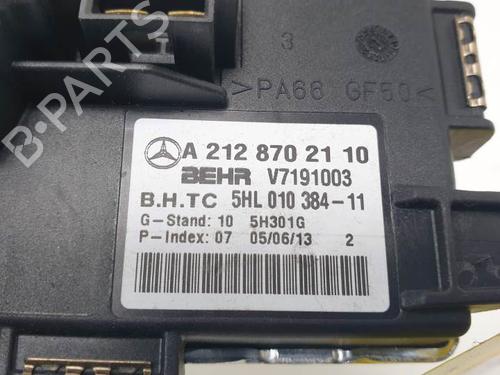 3
>PA66 GF50<
A 212 870 21 10
BEHR V7191003
B.H.TC 5HL 010 384-11
G-Stand: 10 5H301G
P-Index: 07 05/06/13 2
B-PARTS